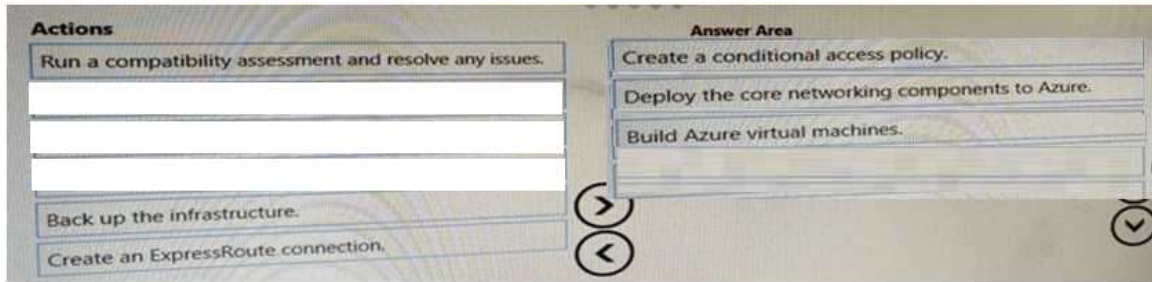 Actions
Run a compatibility assessment and resolve any issues.
Back up the infrastructure.
Create an ExpressRoute connection.
Answer Area
Create a conditional access policy.
Deploy the core networking components to Azure.
Build Azure virtual machines.